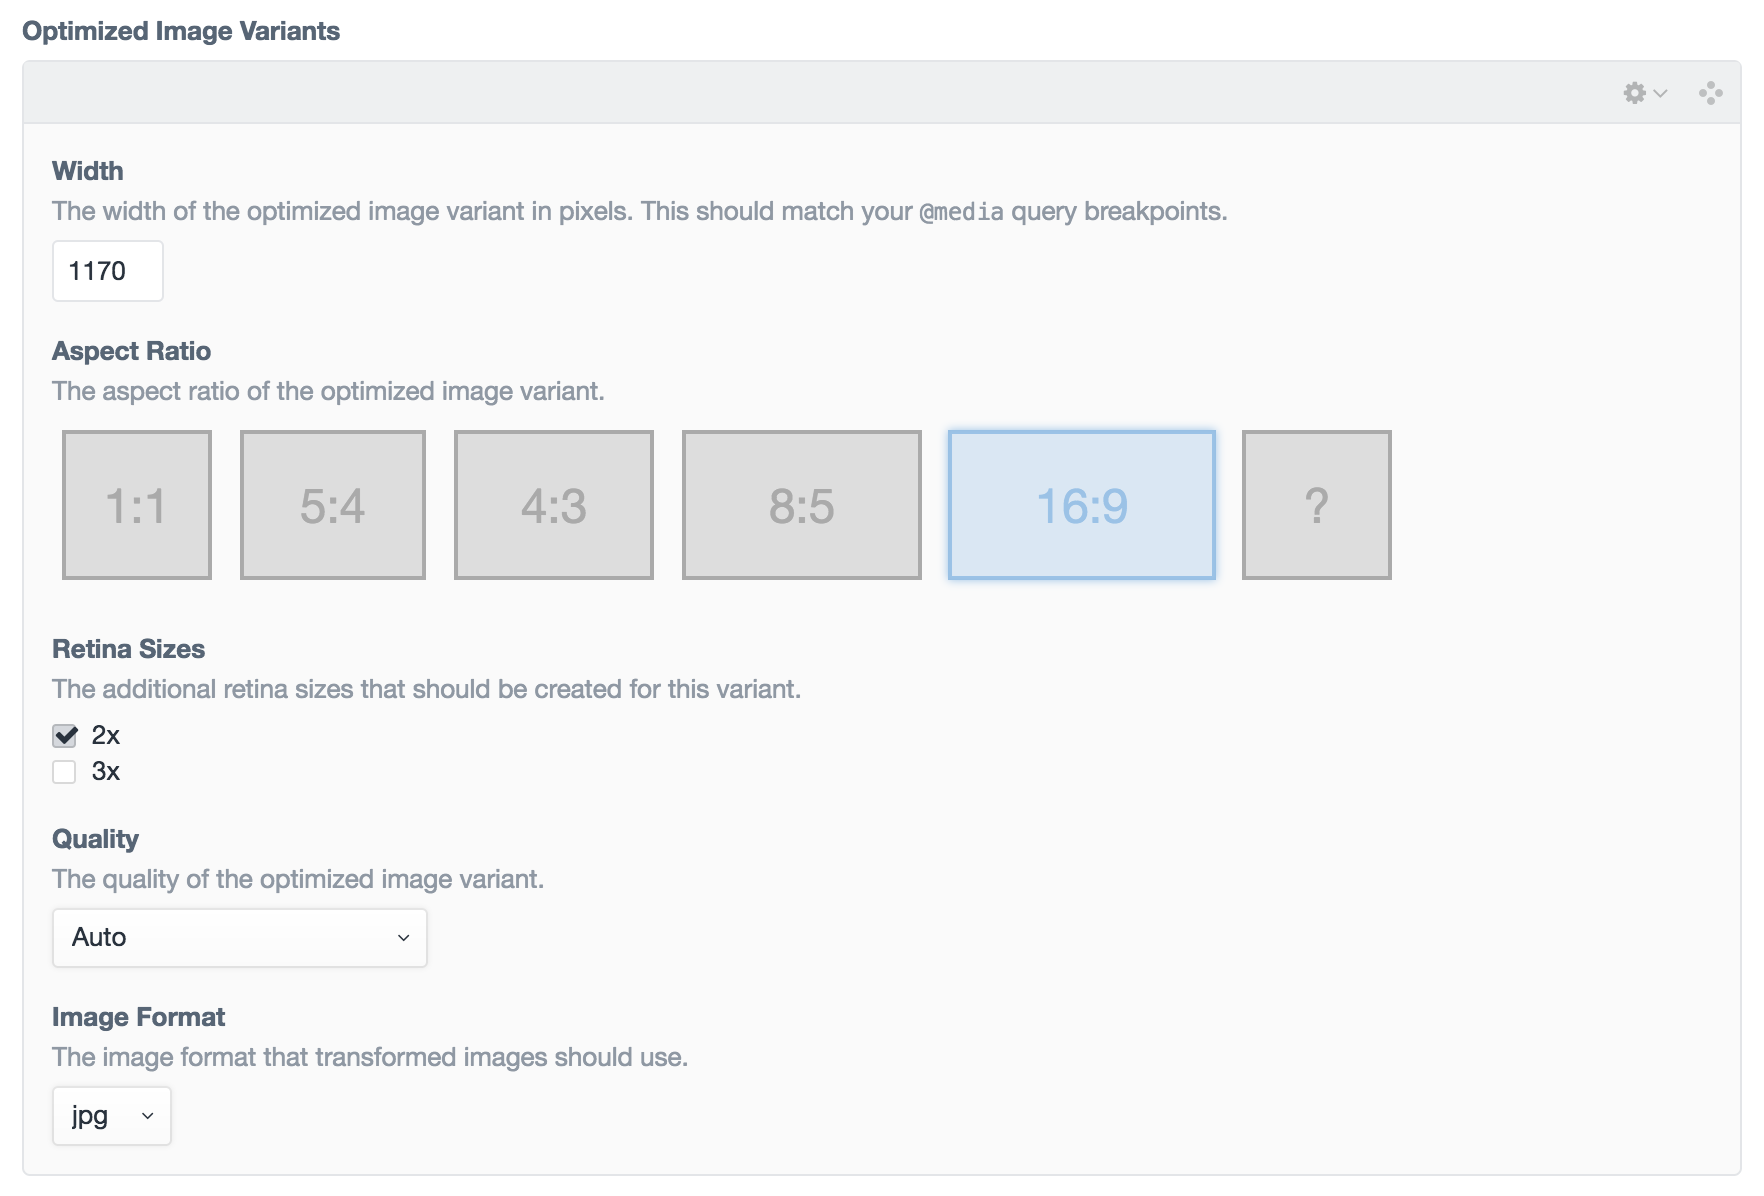 Optimized Image Variants
Width
The width of the optimized image variant in pixels. This should match your @media query breakpoints.
1170
Aspect Ratio
The aspect ratio of the optimized image variant.
1:1 5:4 4:3 8:5 16:9 ?
Retina Sizes
The additional retina sizes that should be created for this variant.
2x
3x
Quality
The quality of the optimized image variant.
Auto
Image Format
The image format that transformed images should use.
jpg